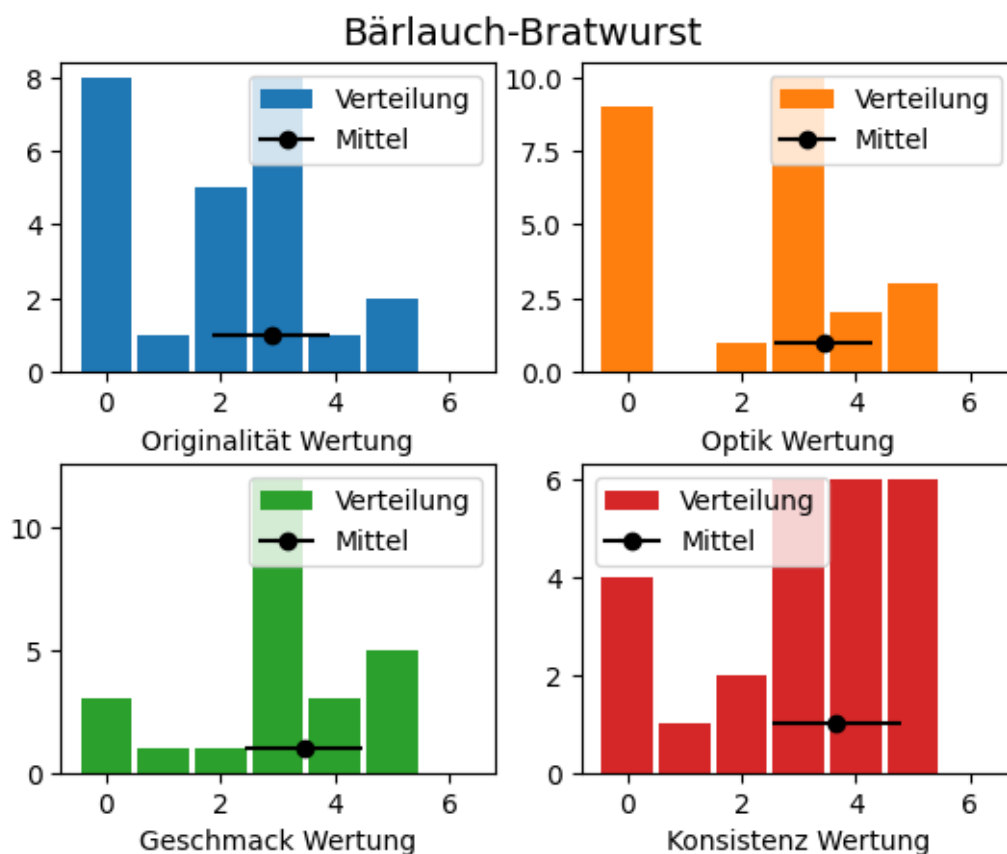 Bärlauch-Bratwurst
8
6
4
2
0
Verteilung
Mittel
0 2 4 6
Originalität Wertung
10.0
7.5
5.0
2.5
0.0
Verteilung
Mittel
0 2 4 6
Optik Wertung
10
5
0
Verteilung
Mittel
0 2 4 6
Geschmack Wertung
6
4
2
0
Verteilung
Mittel
0 2 4 6
Konsistenz Wertung